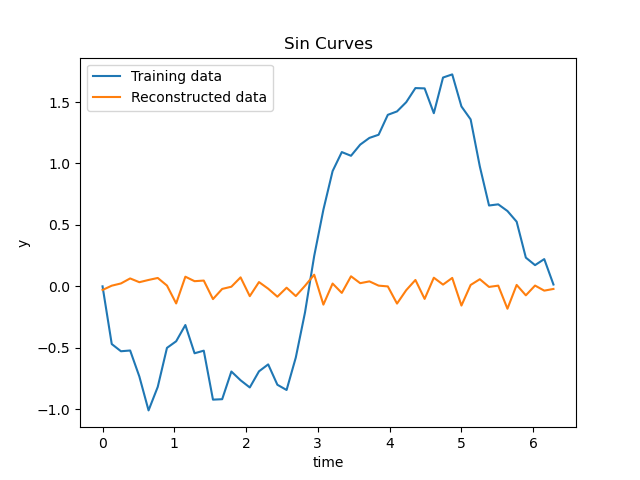 Sin Curves
Training data
Reconstructed data
1.5
1.0
0.5
0.0
−0.5
−1.0
y
0 1 2 3 4 5 6
time